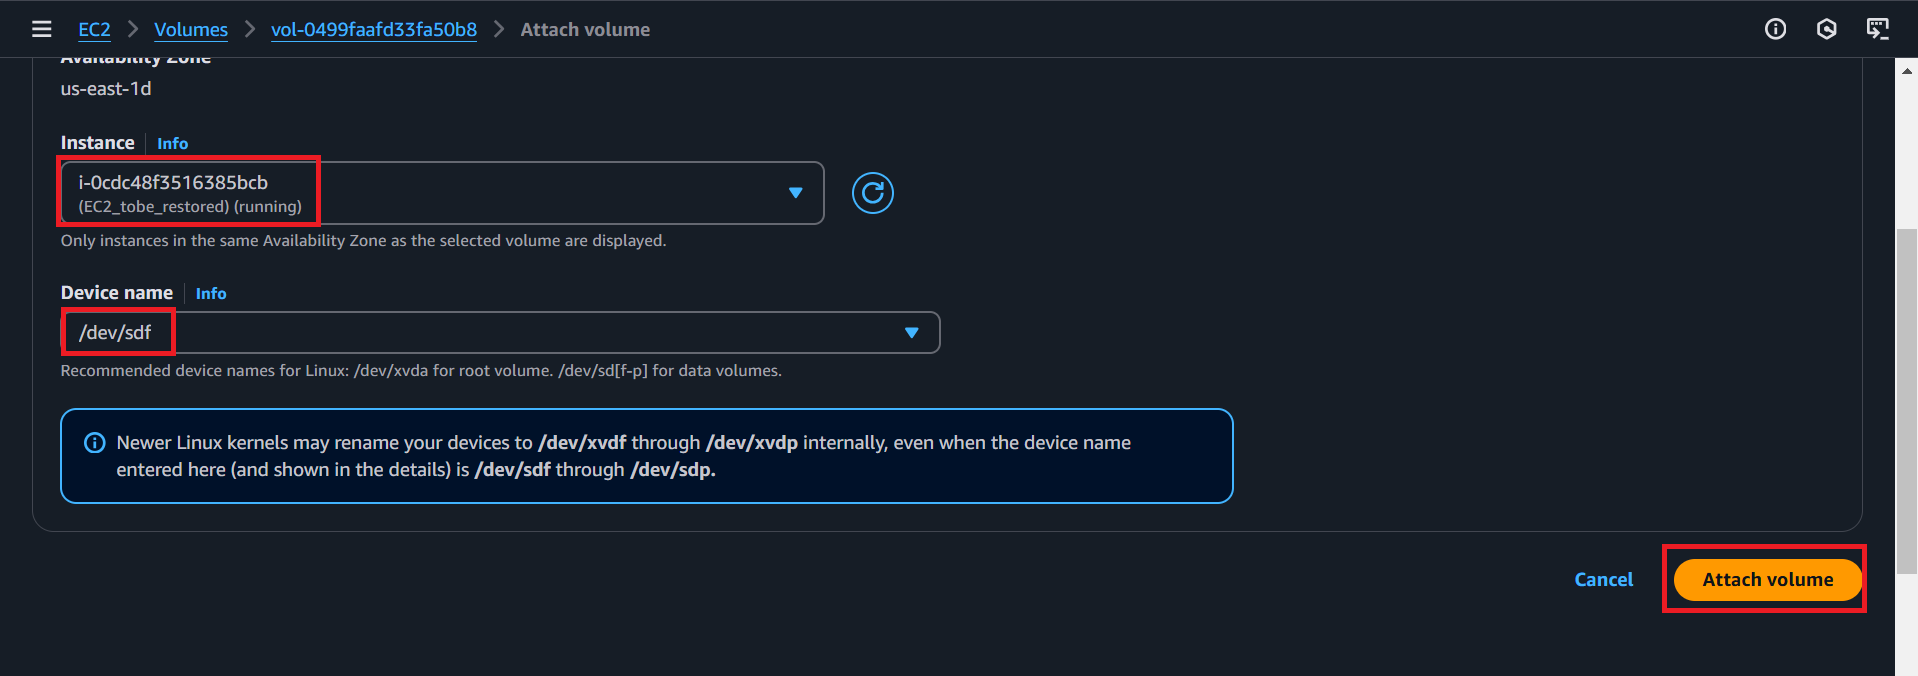 EC2 > Volumes > vol-0499faafd33fa50b8 > Attach volume
Availability Zone
us-east-1d
Instance | Info
i-0cdc48f3516385bcb
(EC2_tobe_restored) (running)
Only instances in the same Availability Zone as the selected volume are displayed.
Device name | Info
/dev/sdf
Recommended device names for Linux: /dev/xvda for root volume. /dev/sd[f-p] for data volumes.
Newer Linux kernels may rename your devices to /dev/xvdf through /dev/xvdp internally, even when the device name
entered here (and shown in the details) is /dev/sdf through /dev/sdp.
Cancel
Attach volume